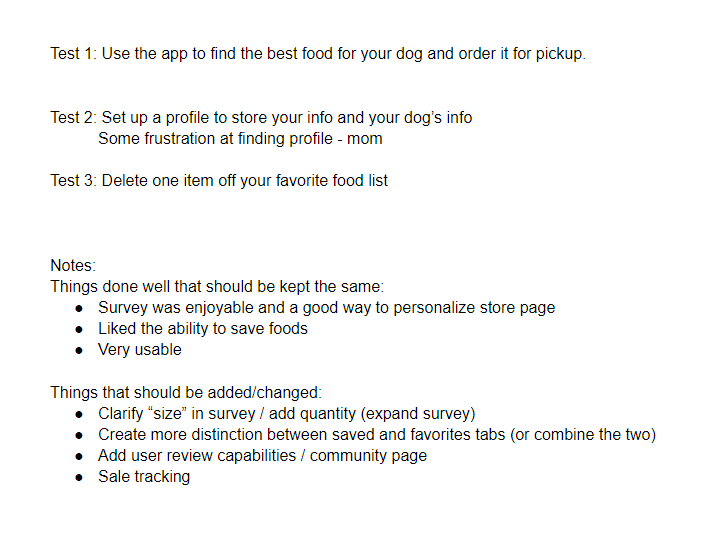 Test 1: Use the app to find the best food for your dog and order it for pickup.
Test 2: Set up a profile to store your info and your dog’s info
Some frustration at finding profile - mom
Test 3: Delete one item off your favorite food list
Notes:
Things done well that should be kept the same:
● Survey was enjoyable and a good way to personalize store page
● Liked the ability to save foods
● Very usable
Things that should be added/changed:
● Clarify “size” in survey / add quantity (expand survey)
● Create more distinction between saved and favorites tabs (or combine the two)
● Add user review capabilities / community page
● Sale tracking